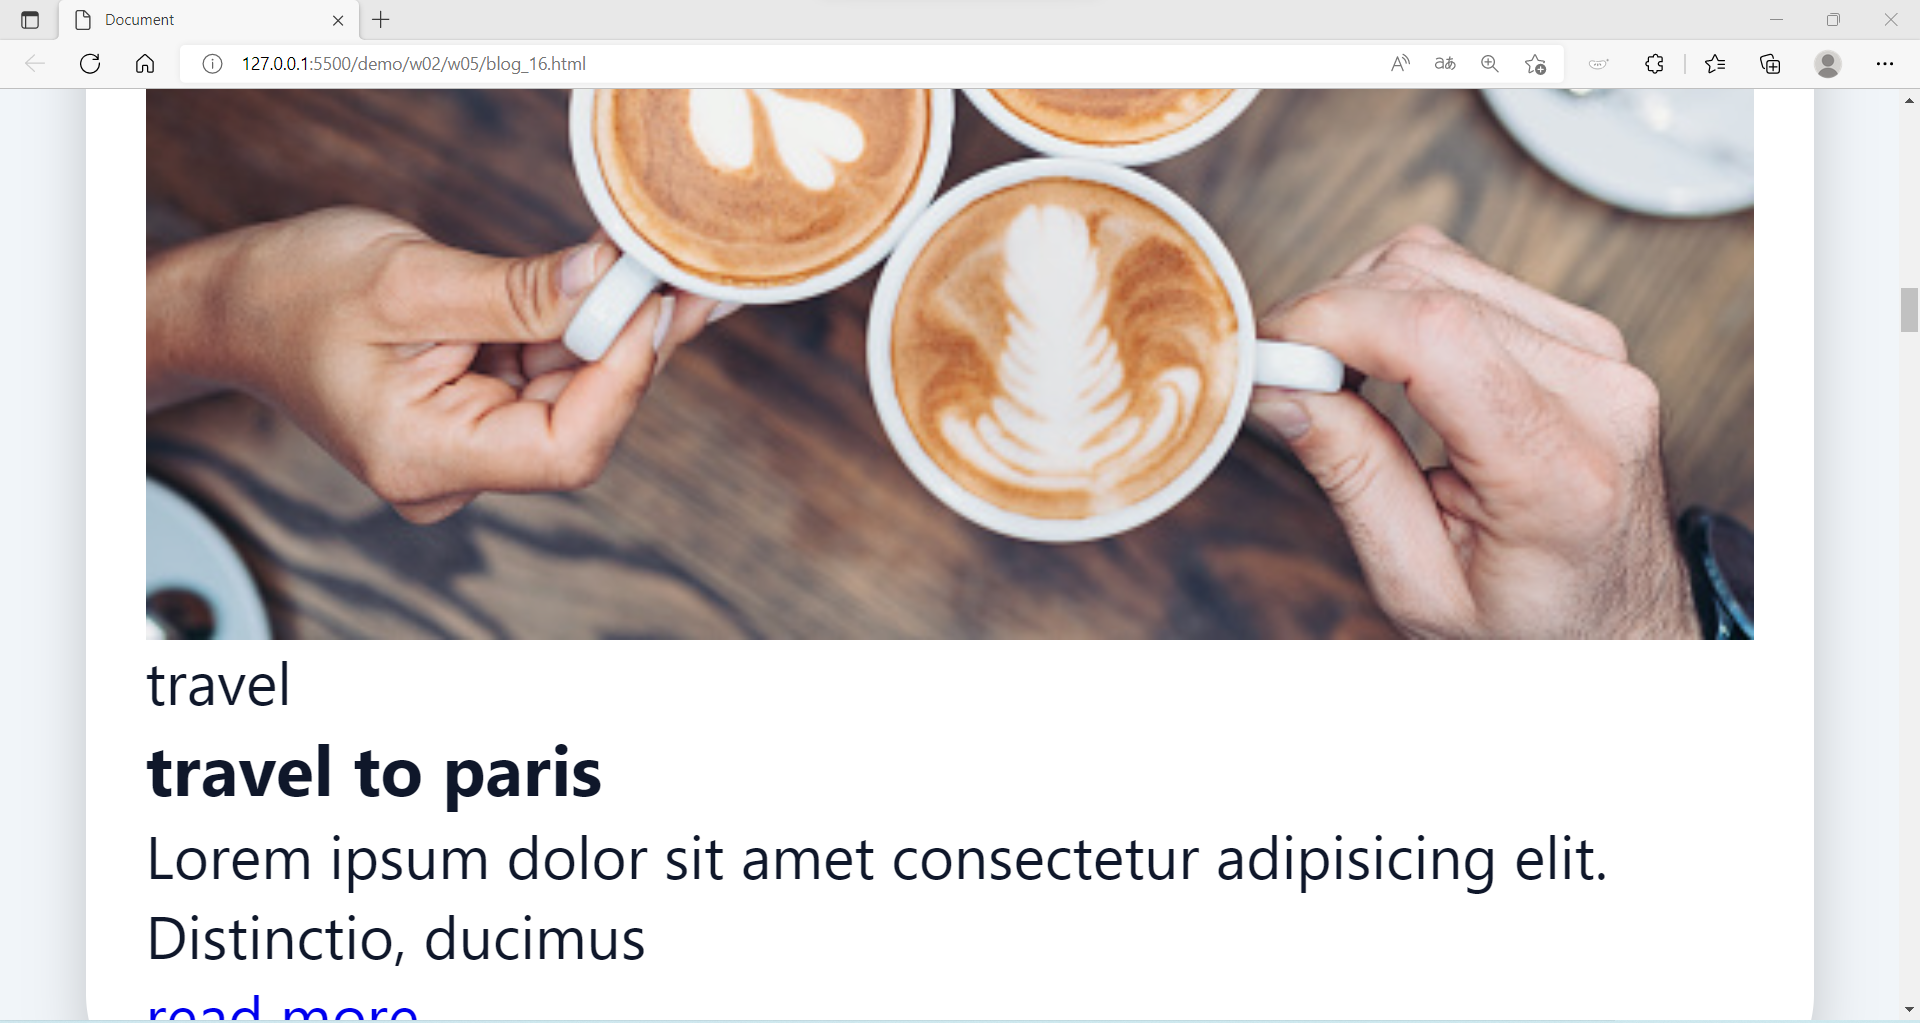 Document
127.0.0.1:5500/demo/w02/w05/blog_16.html
travel
travel to paris
Lorem ipsum dolor sit amet consectetur adipisicing elit.
Distinctio, ducimus
read more